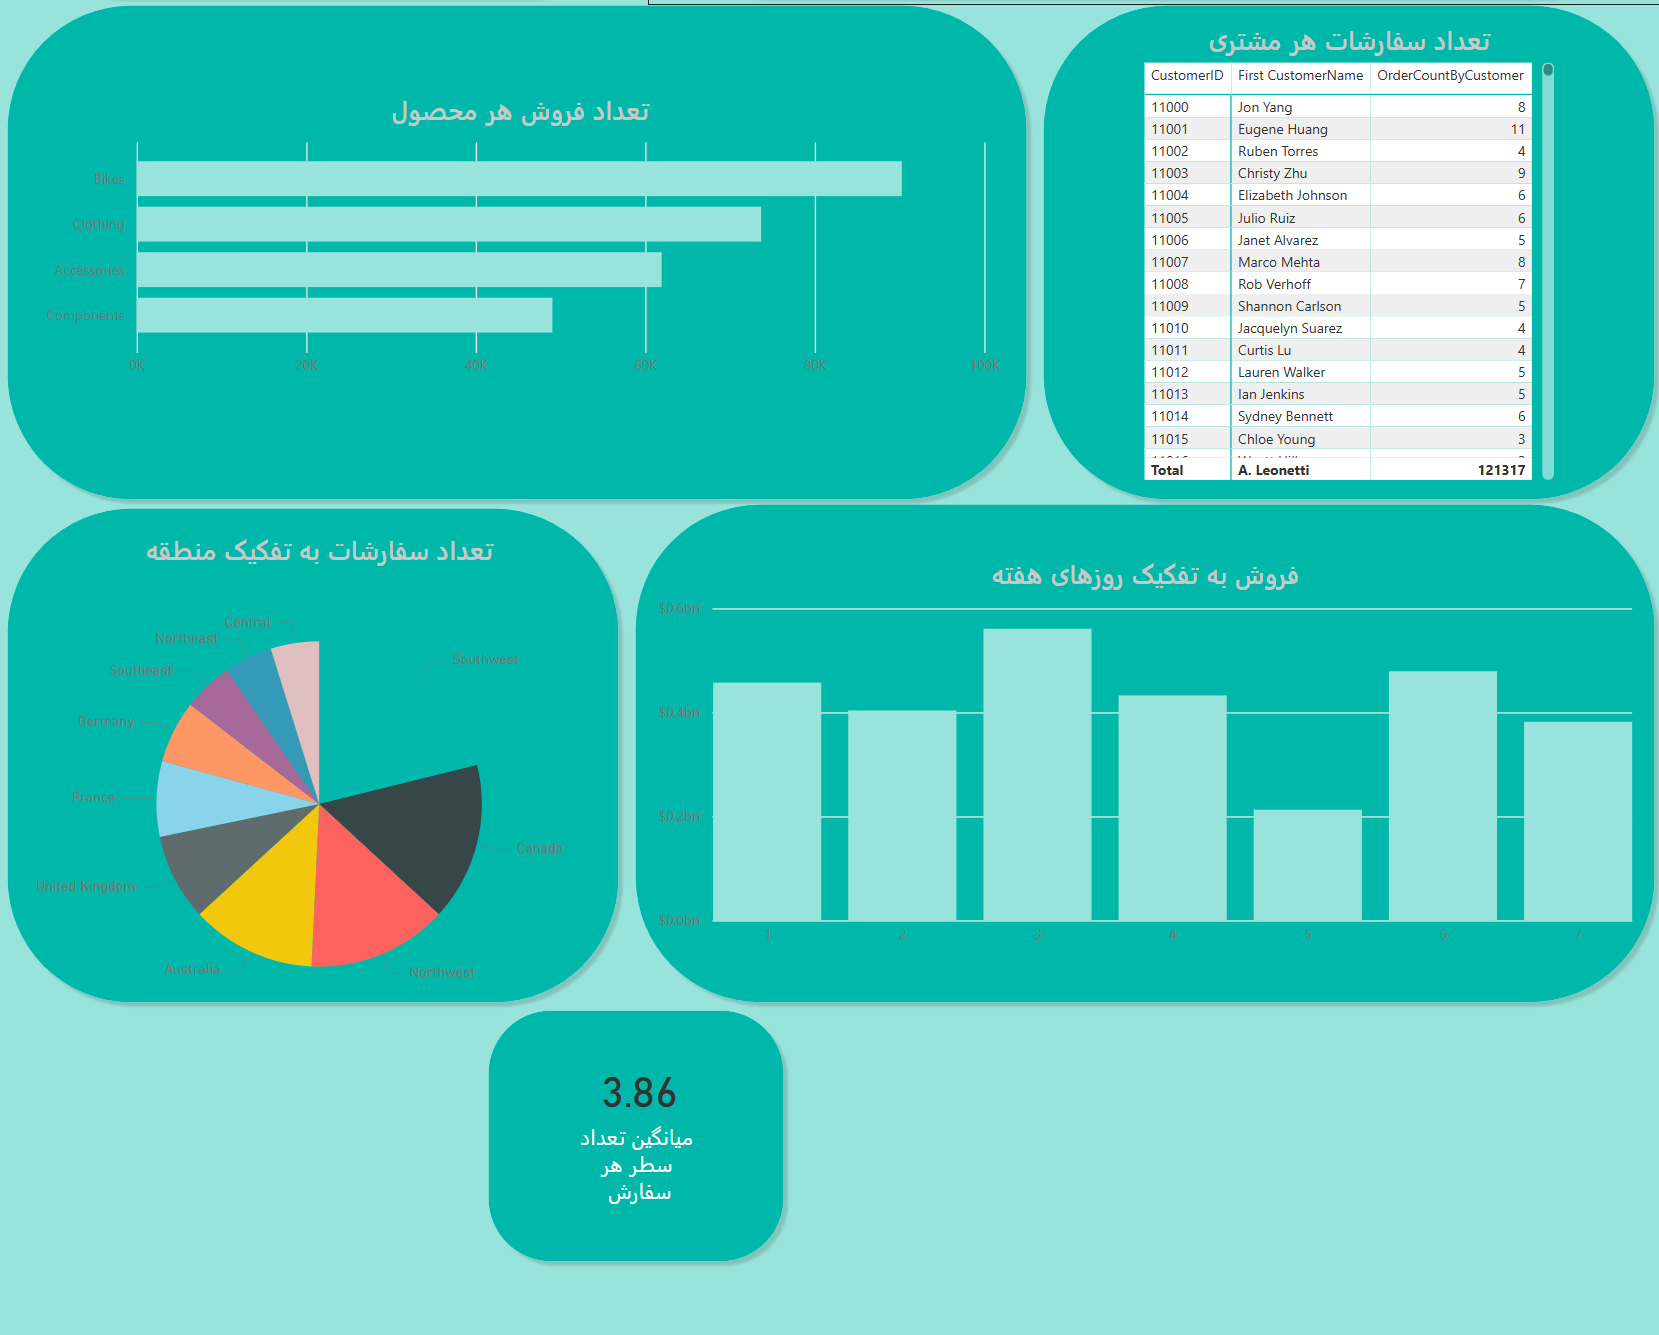 تعداد فروش هر محصول
Bikes
Clothing
Accessories
Components
0K 20K 40K 60K 80K 100K
تعداد سفارشات هر مشتری
CustomerID First CustomerName OrderCountByCustomer
11000 Jon Yang 8
11001 Eugene Huang 11
11002 Ruben Torres 4
11003 Christy Zhu 9
11004 Elizabeth Johnson 6
11005 Julio Ruiz 6
11006 Janet Alvarez 5
11007 Marco Mehta 8
11008 Rob Verhoff 7
11009 Shannon Carlson 5
11010 Jacquelyn Suarez 4
11011 Curtis Lu 4
11012 Lauren Walker 5
11013 Ian Jenkins 5
11014 Sydney Bennett 6
11015 Chloe Young 3
Total A. Leonetti 121317
تعداد سفارشات به تفکیک منطقه
Central
Northeast
Southwest
Southeast
Germany
France
Canada
United Kingdom
Australia
Northwest
فروش به تفکیک روزهای هفته
$0.6bn
$0.4bn
$0.2bn
$0.0bn
1 2 3 4 5 6 7
3.86
میانگین تعداد
سطر هر
سفارش